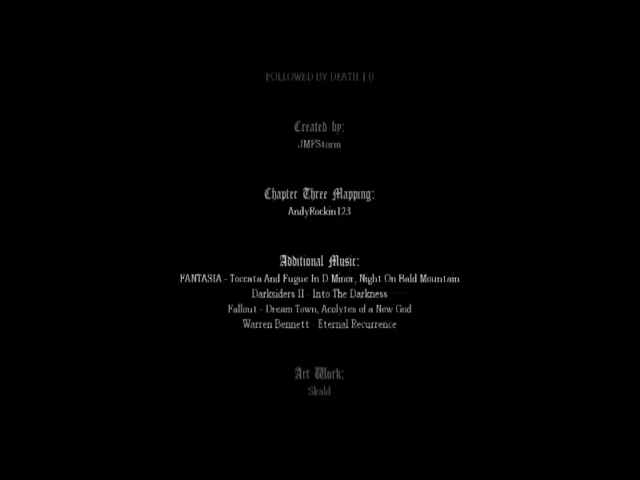 FOLLOWED BY DEATH 1.0
Created by:
JMFStorm
Chapter Three Mapping:
AndyRockin123
Additional Music:
FANTASIA - Toccata And Fugue In D Minor, Night On Bald Mountain
Darksiders II - Into The Darkness
Fallout - Dream Town, Acolytes of a New God
Warren Bennett - Eternal Recurrence
Art Work:
Skald